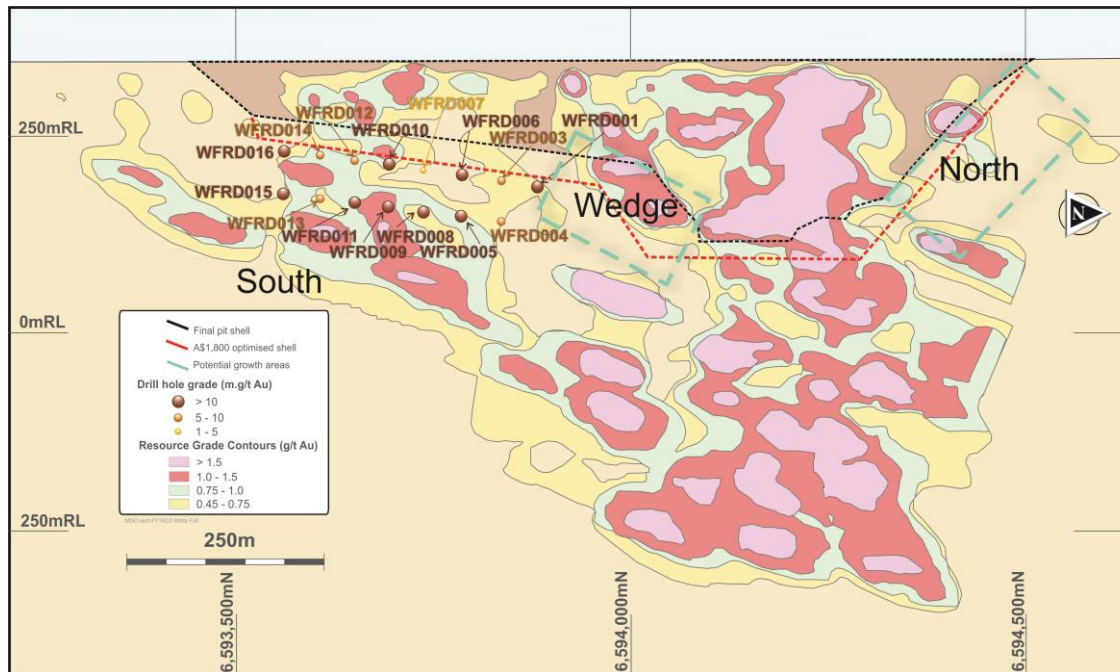 250mRL
0mRL
250mRL
WFRD007
WFRD012
WFRD006
WFRD014
WFRD010
WFRD003
WFRD001
WFRD016
WFRD015
WFRD013
WFRD011
WFRD008
WFRD004
WFRD009
WFRD005
North
Wedge
South
N
Final pit shell
A$1,800 optimised shell
Potential growth areas
Drill hole grade (m.g/t Au)
> 10
5 - 10
1 - 5
Resource Grade Contours (g/t Au)
> 1.5
1.0 - 1.5
0.75 - 1.0
0.45 - 0.75
250m
6,593,500mN
6,594,000mN
6,594,500mN